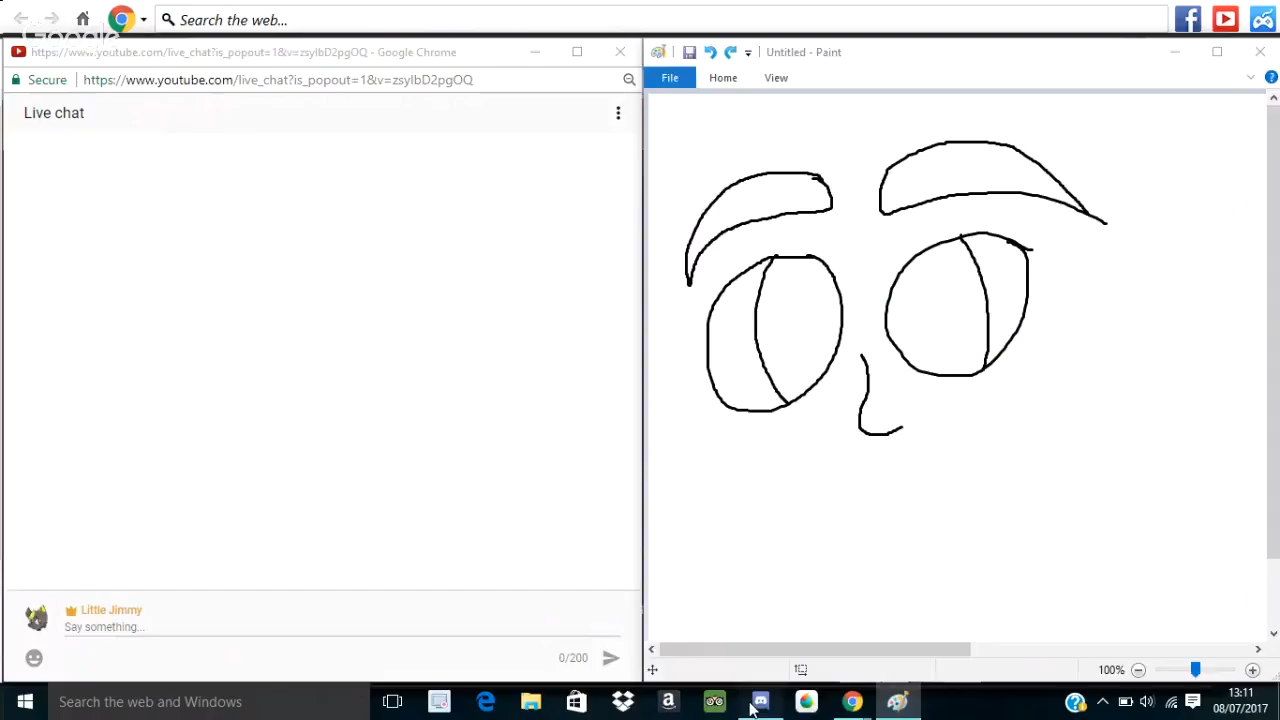 Search the web...
Google
https://www.youtube.com/live_chat?is_popout=1&v=zsylbD2pgOQ - Google Chrome
Secure https://www.youtube.com/live_chat?is_popout=1&v=zsylbD2pgOQ
Live chat
Little Jimmy
Say something...
0/200
Untitled - Paint
File Home View
100%
Search the web and Windows
13:11
08/07/2017